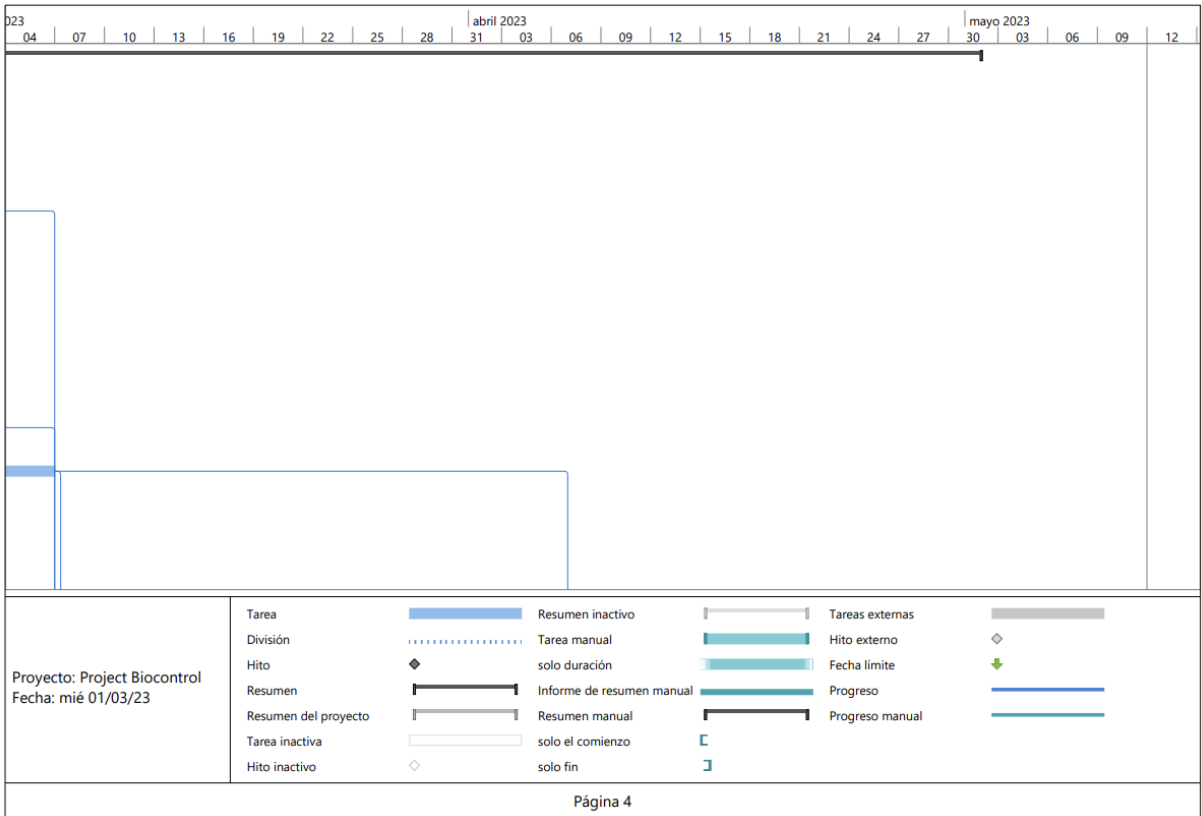 023 abril 2023 mayo 2023
04 07 10 13 16 19 22 25 28 31 03 06 09 12 15 18 21 24 27 30 03 06 09 12
Proyecto: Project Biocontrol
Fecha: mié 01/03/23
Tarea
División
Hito
Resumen
Resumen del proyecto
Tarea inactiva
Hito inactivo
Resumen inactivo
Tarea manual
solo duración
Informe de resumen manual
Resumen manual
solo el comienzo
solo fin
Tareas externas
Hito externo
Fecha límite
Progreso
Progreso manual
Página 4